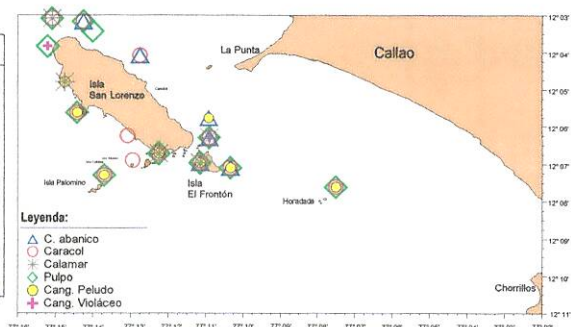 12° 03'
La Punta
Callao
12° 04'
Isla
San Lorenzo
12° 05'
12° 06'
12° 07'
Isla Palomino
Isla
El Frontón
Horadada
12° 08'
Leyenda:
C. abanico
Caracol
Calamar
Pulpo
Cang. Peludo
Cang. Violáceo
12° 09'
12° 10'
Chorrillos
12° 11'